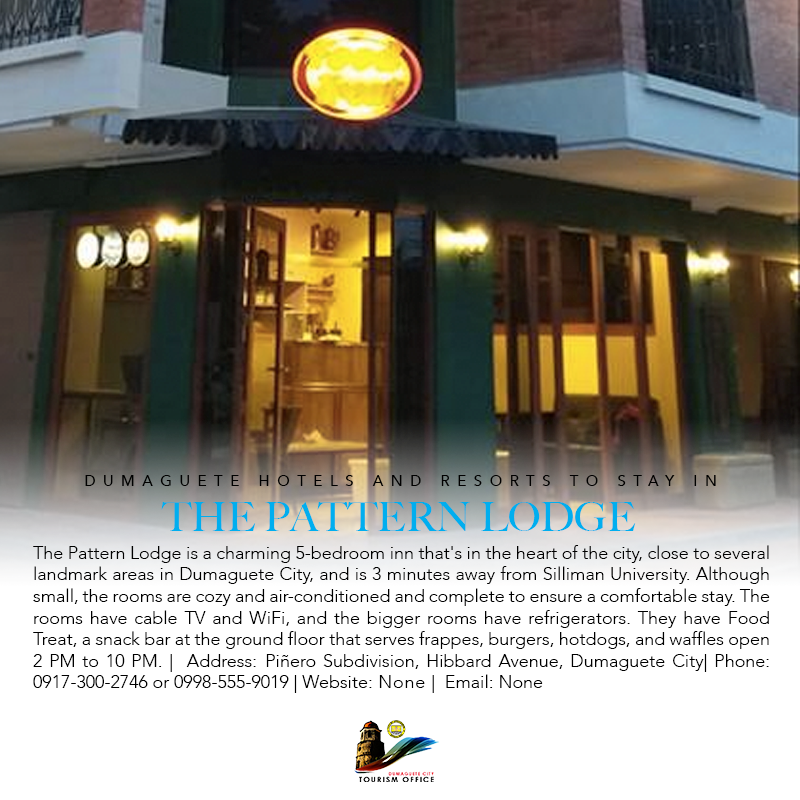 DUMAGUETE HOTELS AND RESORTS TO STAY IN
THE PATTERN LODGE
The Pattern Lodge is a charming 5-bedroom inn that's in the heart of the city, close to several
landmark areas in Dumaguete City, and is 3 minutes away from Silliman University. Although
small, the rooms are cozy and air-conditioned and complete to ensure a comfortable stay. The
rooms have cable TV and WiFi, and the bigger rooms have refrigerators. They have Food
Treat, a snack bar at the ground floor that serves frappes, burgers, hotdogs, and waffles open
2 PM to 10 PM. | Address: Piñero Subdivision, Hibbard Avenue, Dumaguete City| Phone:
0917-300-2746 or 0998-555-9019 | Website: None | Email: None
DUMAGUETE CITY
TOURISM OFFICE